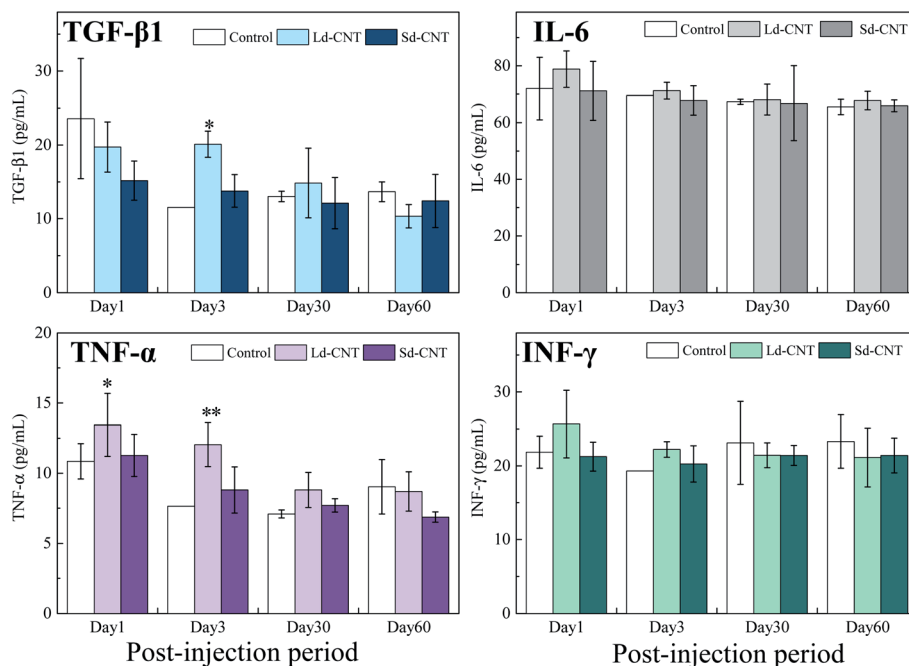 TGF-β1
Control Ld-CNT Sd-CNT
TGF-β1 (pg/mL)
30
20
10
0
*
Day1 Day3 Day30 Day60
IL-6
Control Ld-CNT Sd-CNT
IL-6 (pg/mL)
80
60
40
20
0
Day1 Day3 Day30 Day60
TNF-α
Control Ld-CNT Sd-CNT
TNF-α (pg/mL)
20
15
10
5
0
* **
Day1 Day3 Day30 Day60
Post-injection period
INF-γ
Control Ld-CNT Sd-CNT
INF-γ (pg/mL)
30
20
10
0
Day1 Day3 Day30 Day60
Post-injection period